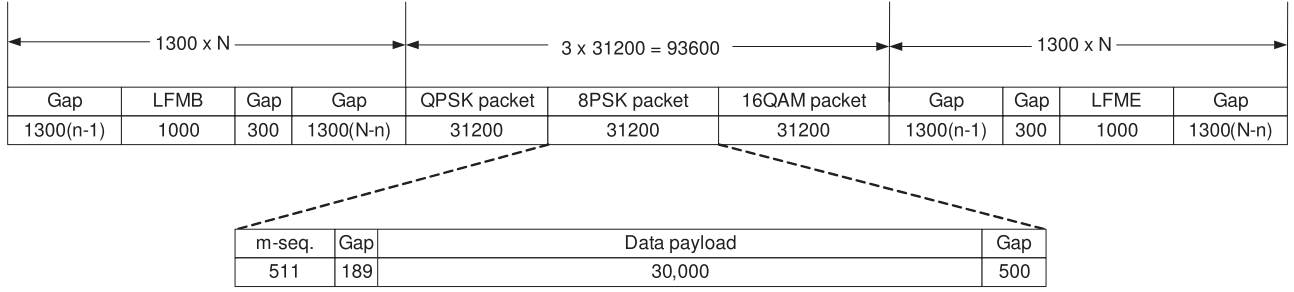 1300 x N 3 x 31200 = 93600 1300 x N
Gap LFMB Gap Gap QPSK packet 8PSK packet 16QAM packet Gap Gap LFME Gap
1300(n-1) 1000 300 1300(N-n) 31200 31200 31200 1300(n-1) 300 1000 1300(N-n)
m-seq. Gap Data payload Gap
511 189 30,000 500